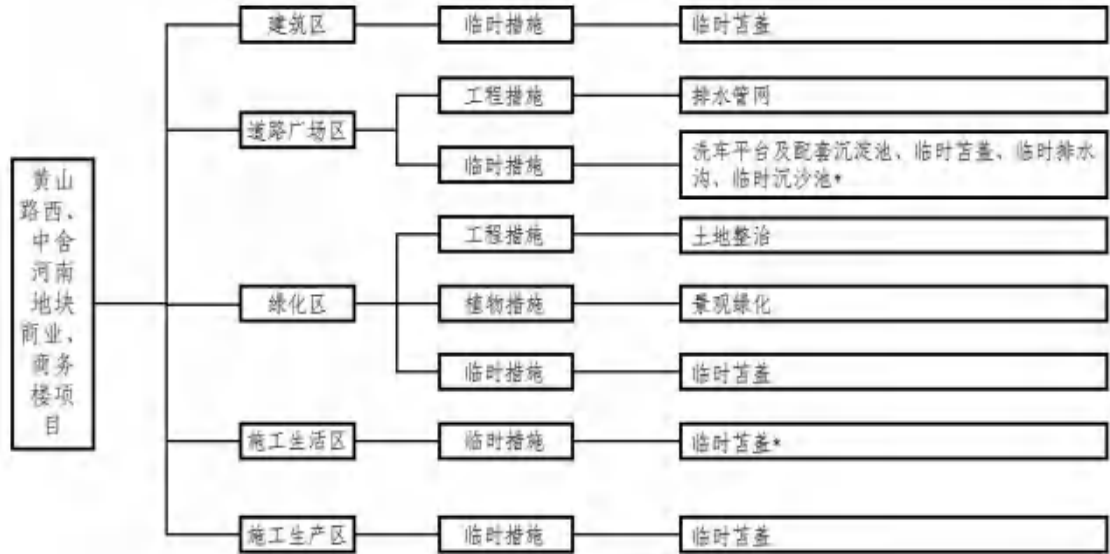 建筑区
临时措施
临时苫盖
工程措施
排水管网
道路广场区
临时措施
洗车平台及配套沉淀池、临时苫盖、临时排水
沟、临时沉沙池*
黄山
路西、
中舍
河南
地块
商业、
商务
楼项
目
工程措施
土地整治
绿化区
植物措施
景观绿化
临时措施
临时苫盖
施工生活区
临时措施
临时苫盖*
施工生产区
临时措施
临时苫盖